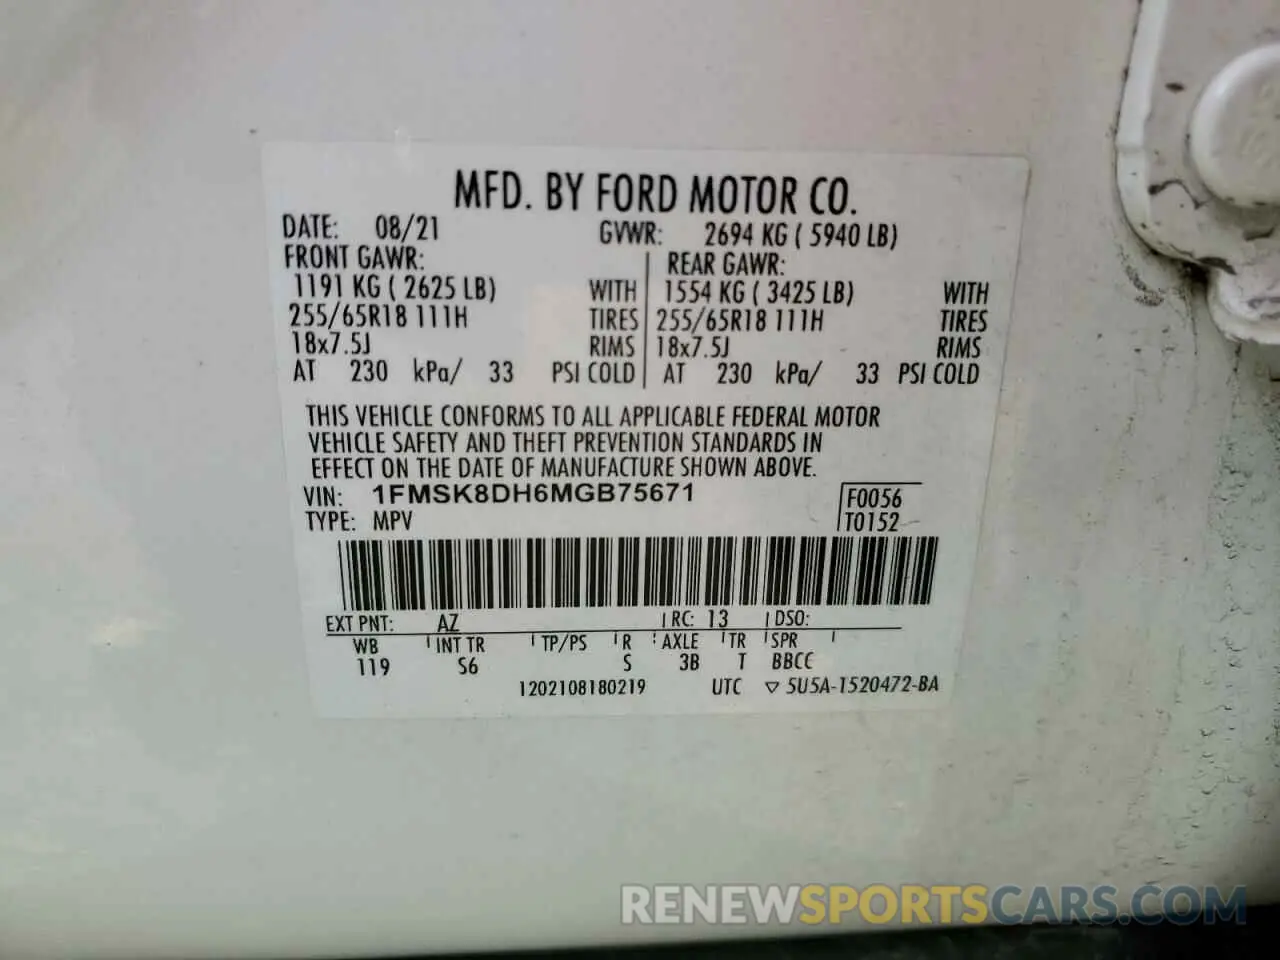 MFD. BY FORD MOTOR CO.
DATE: 08/21 GVWR: 2694 KG ( 5940 LB)
FRONT GAWR: REAR GAWR:
1191 KG ( 2625 LB) WITH 1554 KG ( 3425 LB) WITH
255/65R18 111H TIRES 255/65R18 111H TIRES
18x7.5J RIMS 18x7.5J RIMS
AT 230 kPa/ 33 PSI COLD AT 230 kPa/ 33 PSI COLD
THIS VEHICLE CONFORMS TO ALL APPLICABLE FEDERAL MOTOR
VEHICLE SAFETY AND THEFT PREVENTION STANDARDS IN
EFFECT ON THE DATE OF MANUFACTURE SHOWN ABOVE.
VIN: 1FMSK8DH6MGB75671 F0056
TYPE: MPV T0152
EXT PNT: AZ RC: 13 DSO:
WB INT TR TP/PS R AXLE TR SPR
119 S6 S 3B T BBCC
1202108180219 UTC ▽ 5U5A-1520472-BA
RENEWSPORTSCARS.COM